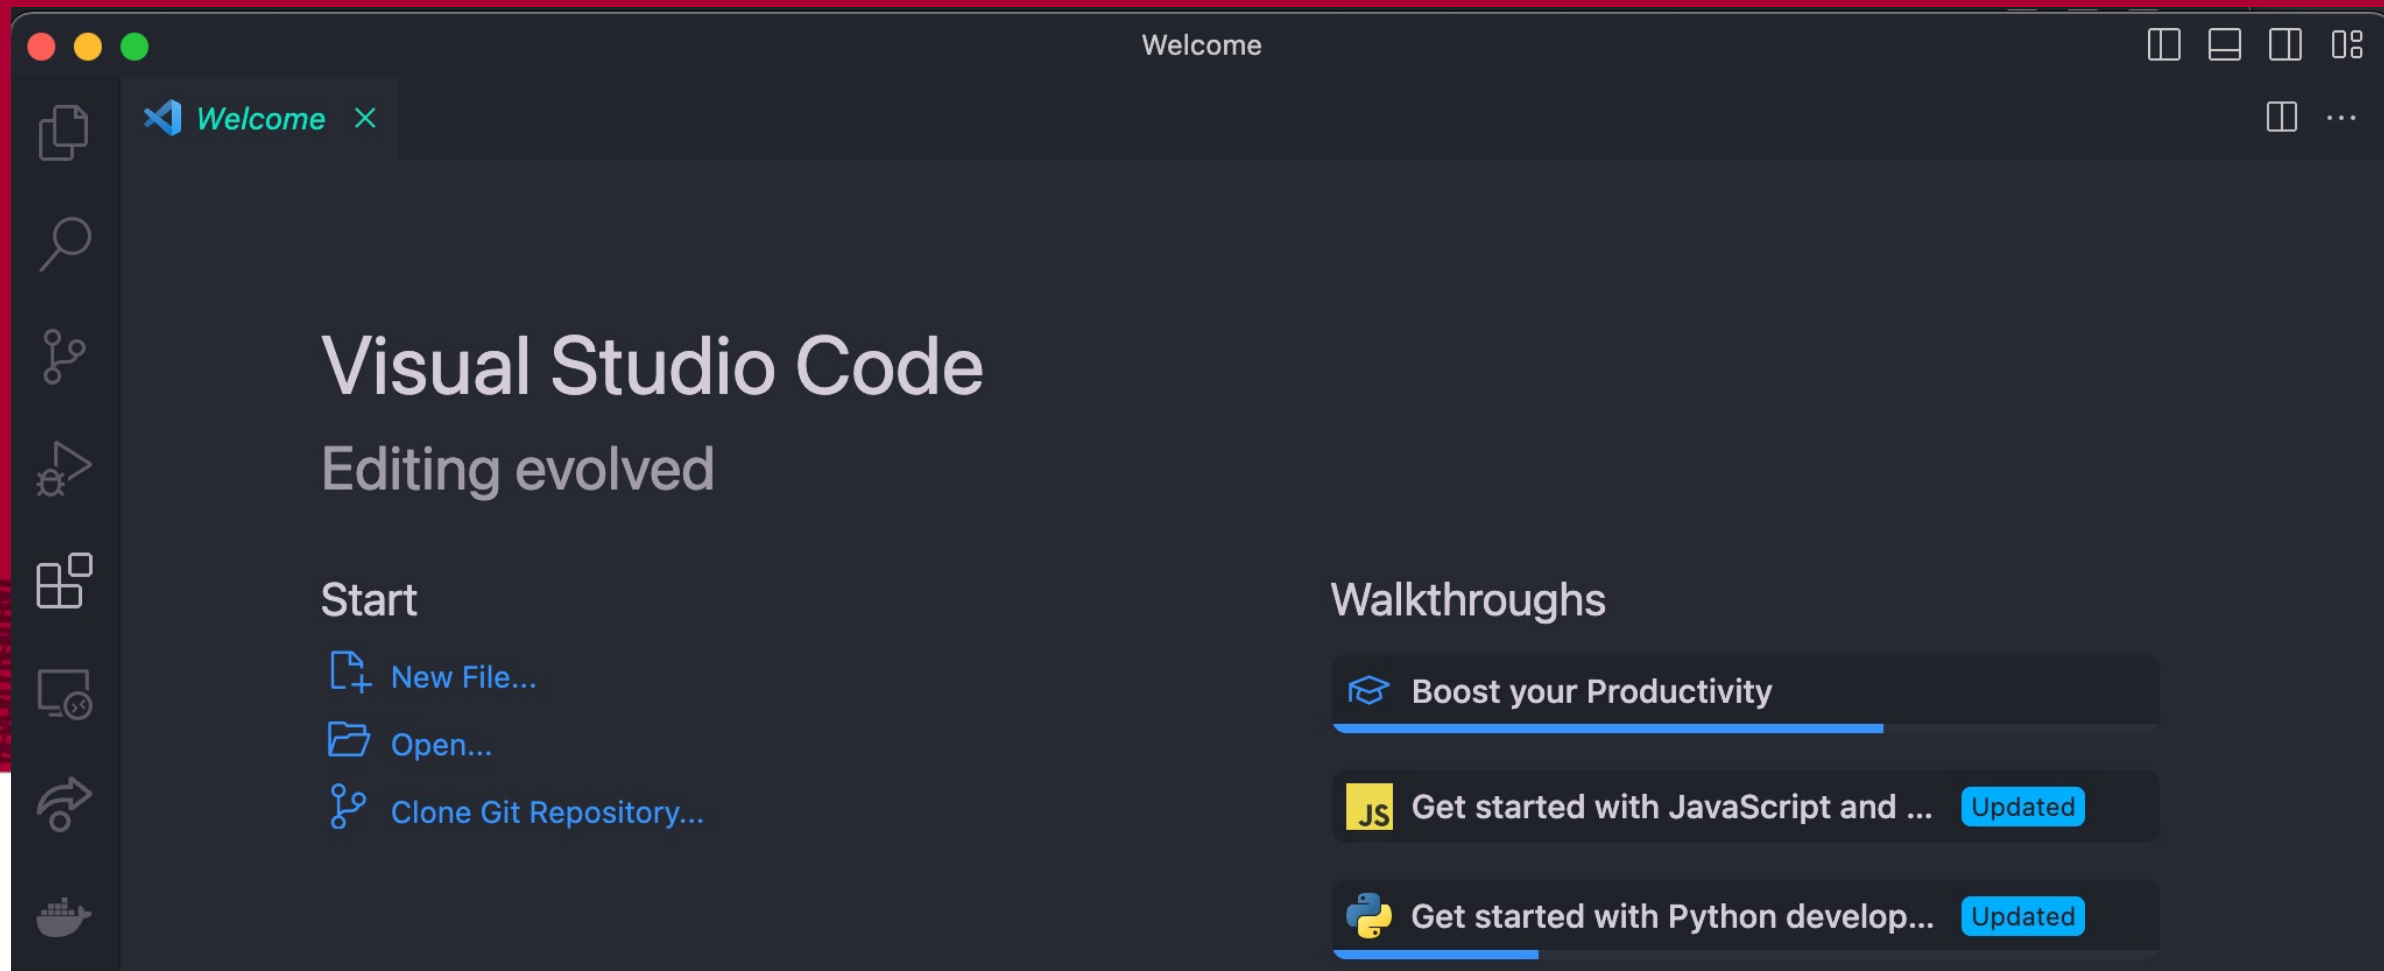 Welcome
Welcome
Visual Studio Code
Editing evolved
Start
New File...
Open...
Clone Git Repository...
Walkthroughs
Boost your Productivity
JS Get started with JavaScript and ... Updated
Get started with Python develop... Updated